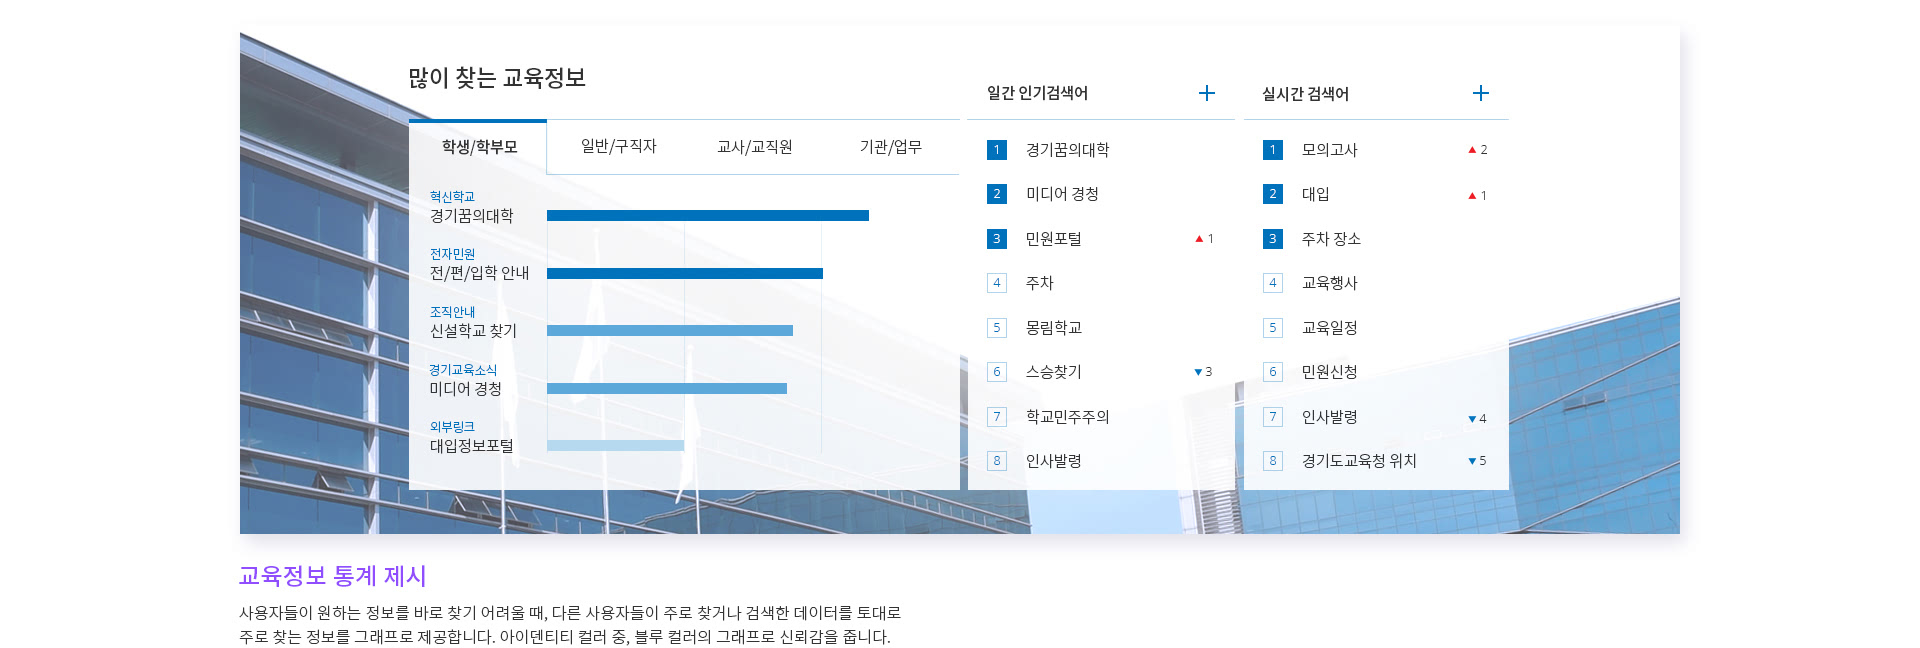 많이 찾는 교육정보
학생/학부모 일반/구직자 교사/교직원 기관/업무
혁신학교
경기꿈의대학
전자민원
전/편/입학 안내
조직안내
신설학교 찾기
경기교육소식
미디어 경청
외부링크
대입정보포털
일간 인기검색어 +
1 경기꿈의대학
2 미디어 경청
3 민원포털 ▲ 1
4 주차
5 몽림학교
6 스승찾기 ▼ 3
7 학교민주주의
8 인사발령
실시간 검색어 +
1 모의고사 ▲ 2
2 대입 ▲ 1
3 주차 장소
4 교육행사
5 교육일정
6 민원신청
7 인사발령 ▼ 4
8 경기도교육청 위치 ▼ 5
교육정보 통계 제시
사용자들이 원하는 정보를 바로 찾기 어려울 때, 다른 사용자들이 주로 찾거나 검색한 데이터를 토대로
주로 찾는 정보를 그래프로 제공합니다. 아이덴티티 컬러 중, 블루 컬러의 그래프로 신뢰감을 줍니다.